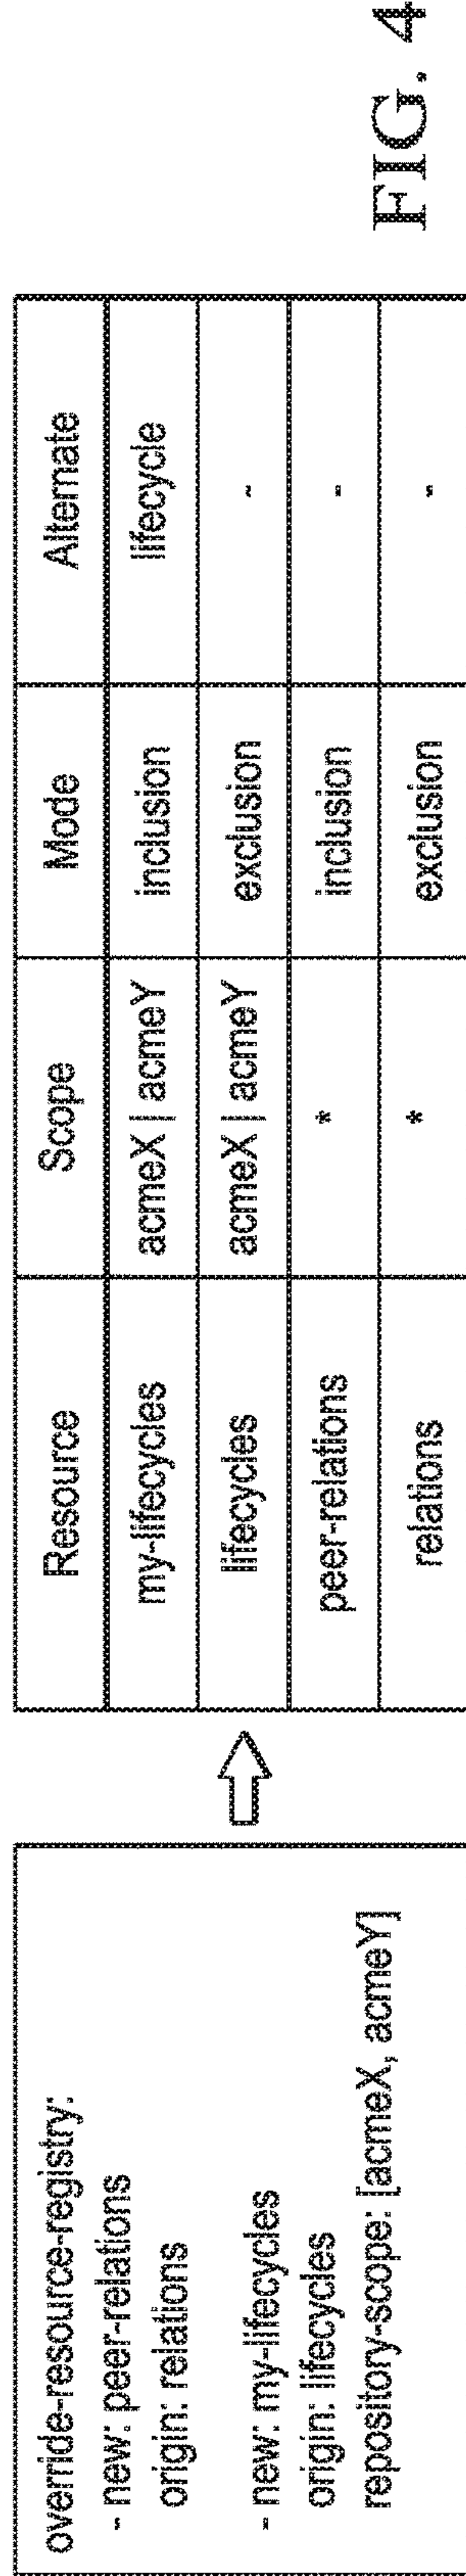 override-resource-registry:
- new: peer-relations
origin: relations
- new: my-lifecycles
origin: lifecycles
repository-scope: [acmeX, acmeY]
Resource Scope Mode Alternate
my-lifecycles acmeX | acmeY inclusion lifecycle
lifecycles acmeX | acmeY exclusion -
peer-relations * inclusion -
relations * exclusion -
FIG. 4